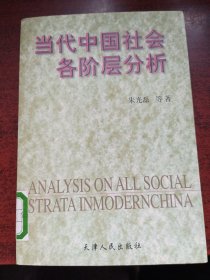 当代中国社会
各阶层分析
朱光磊 等著
ANALYSIS ON ALL SOCIAL
STRATA INMODERNCHINA
天津人民出版社